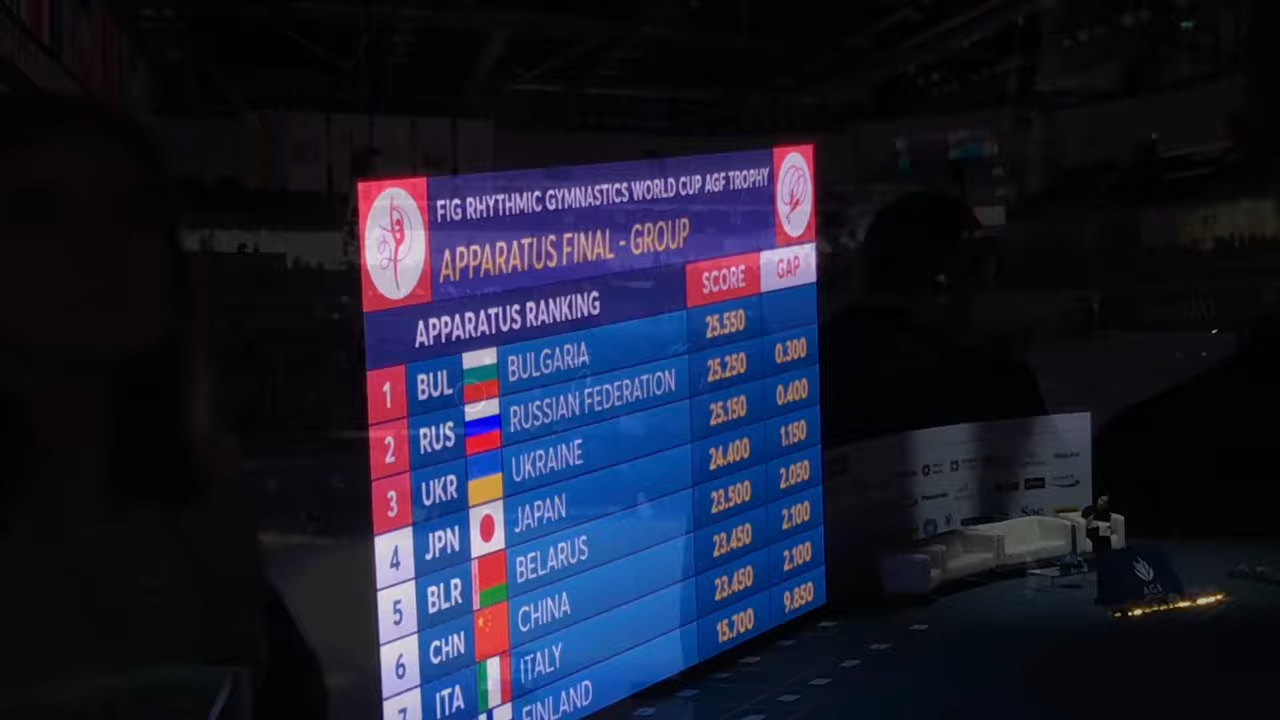 FIG RHYTHMIC GYMNASTICS WORLD CUP AGF TROPHY
APPARATUS FINAL - GROUP
APPARATUS RANKING SCORE GAP
1 BUL BULGARIA 25.550
2 RUS RUSSIAN FEDERATION 25.250 0.300
3 UKR UKRAINE 25.150 0.400
4 JPN JAPAN 24.400 1.150
5 BLR BELARUS 23.500 2.050
6 CHN CHINA 23.450 2.100
7 ITA ITALY 23.450 2.100
FINLAND 15.700 9.850
Panasonic
AGF